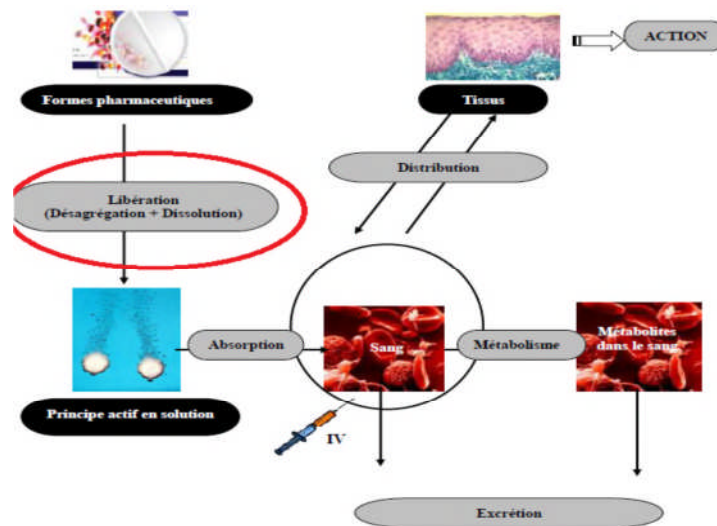 ACTION
Formes pharmaceutiques
Tissus
Distribution
Libération
(Désagrégation + Dissolution)
Absorption
Sang
Métabolisme
Métabolites
dans le sang
Principe actif en solution
IV
Excrétion